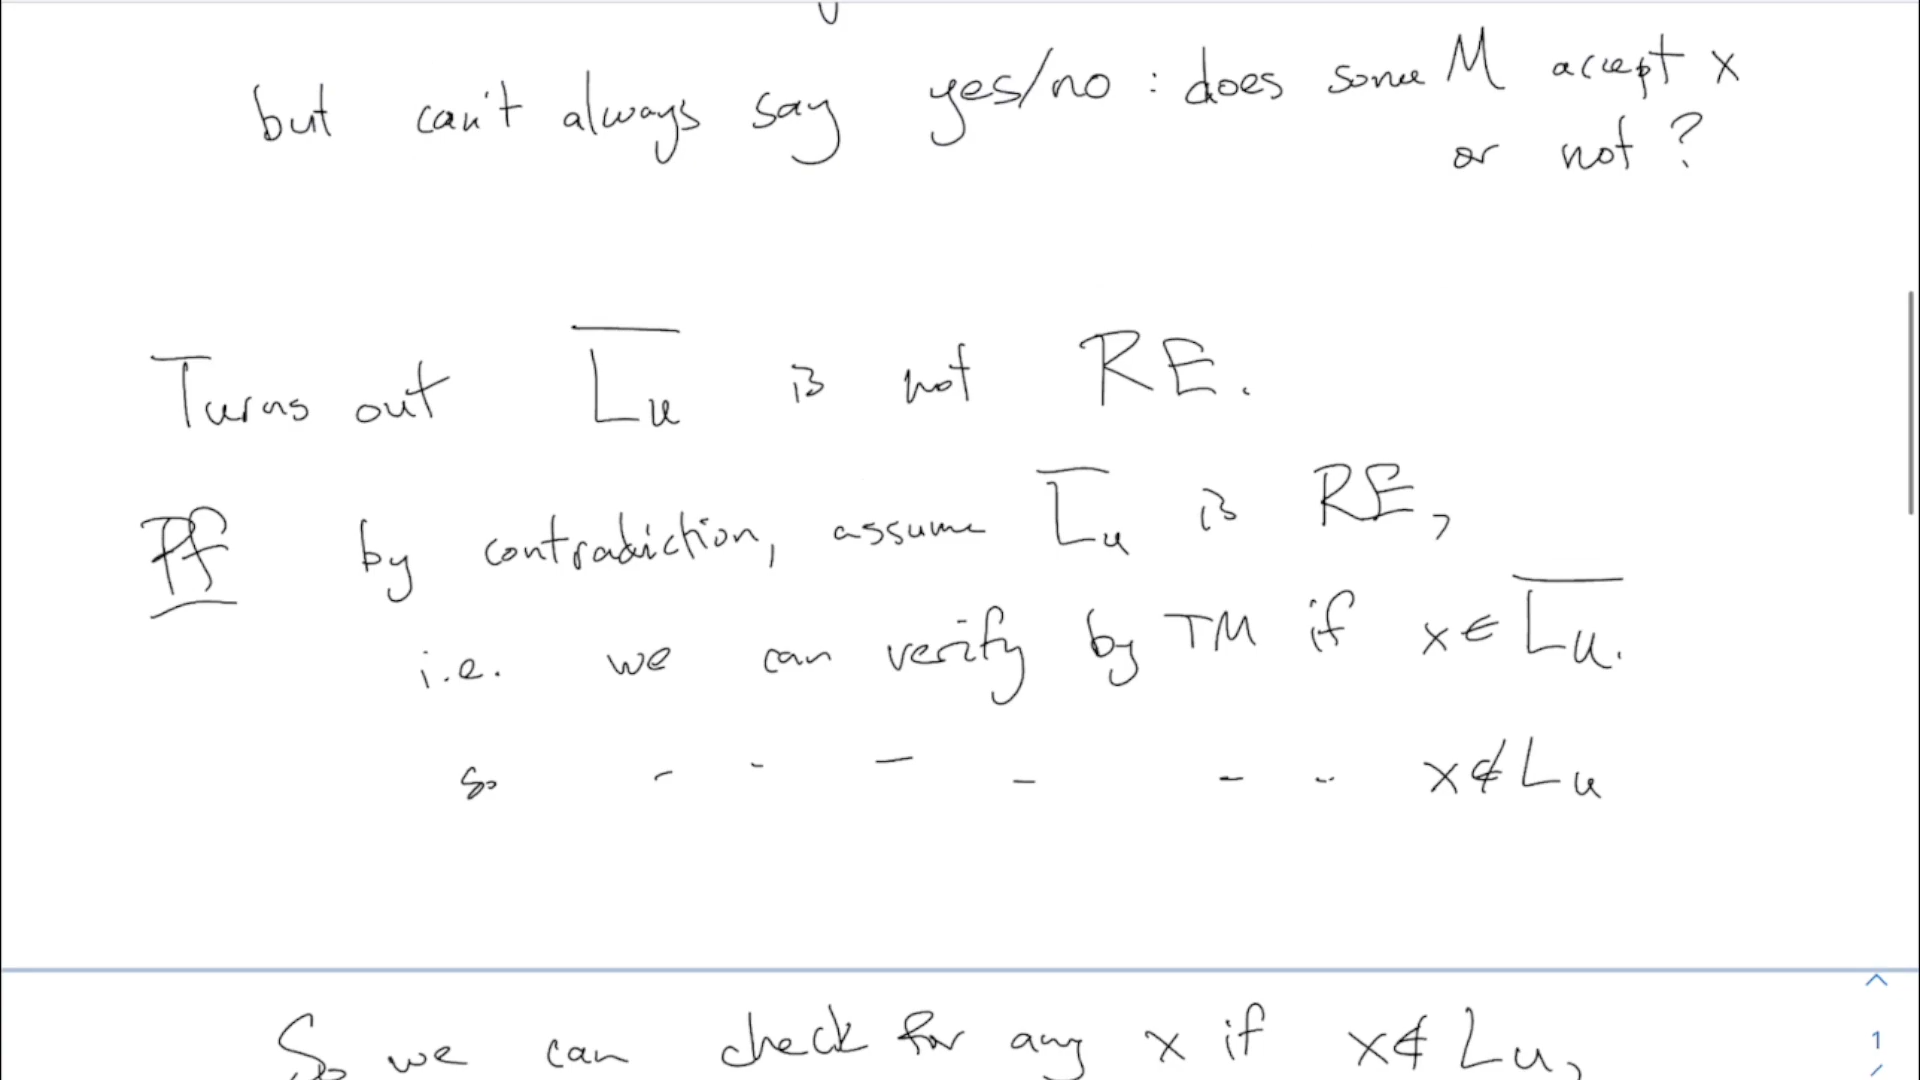 but can't always say yes/no : does some M accept x
or not ?
Turns out L̅u̅ is not RE.
Pf by contradiction, assume L̅u̅ is RE,
i.e. we can verify by TM if x ∈ L̅u̅.
so - - - - - - x ∉ Lu
So we can check for any x if x ∉ Lu,
1